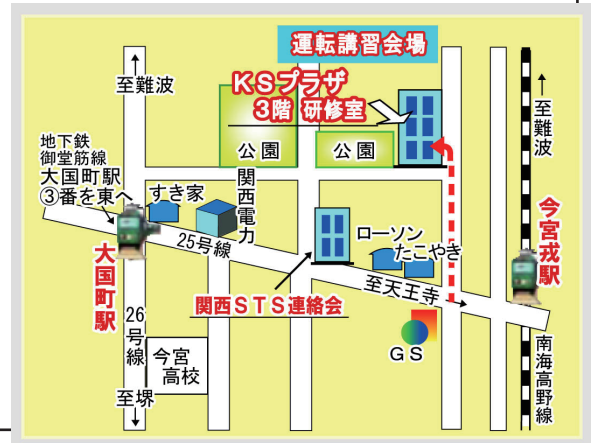 運転講習会場
KSプラザ
3階 研修室
至難波
至難波
公園
公園
地下鉄
御堂筋線
大国町駅
③番を東へ
すき家
関西電力
25号線
ローソン
たこやき
今宮戎駅
大国町駅
関西STS連絡会
至天王寺
26号線
今宮
高校
GS
至堺
南海高野線